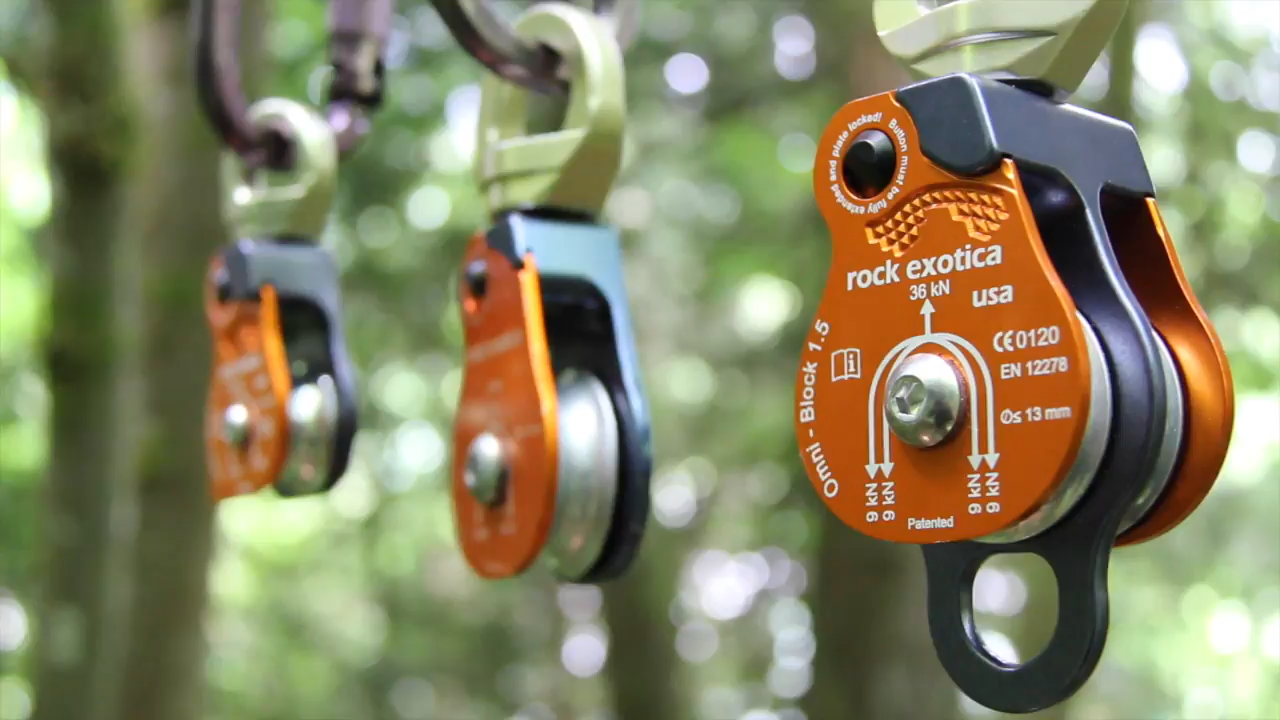 Button must be fully extended and plate locked!
rock exotica
36 kN
usa
Omni - Block 1.5
CE0120
EN 12278
Ø≤ 13 mm
9 kN
9 kN
9 kN
9 kN
Patented